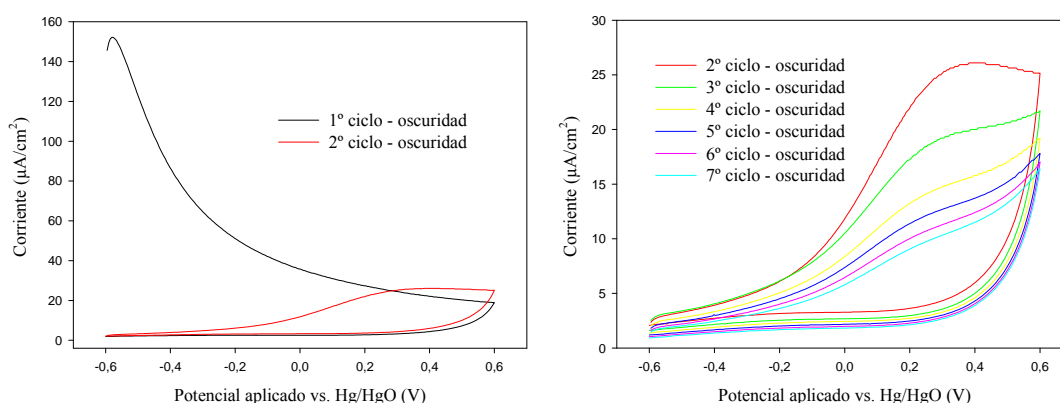 Corriente (µA/cm²)
160
140
120
100
80
60
40
20
0
1º ciclo - oscuridad
2º ciclo - oscuridad
-0,6 -0,4 -0,2 0,0 0,2 0,4 0,6
Potencial aplicado vs. Hg/HgO (V)
Corriente (µA/cm²)
30
25
20
15
10
5
0
2º ciclo - oscuridad
3º ciclo - oscuridad
4º ciclo - oscuridad
5º ciclo - oscuridad
6º ciclo - oscuridad
7º ciclo - oscuridad
-0,6 -0,4 -0,2 0,0 0,2 0,4 0,6
Potencial aplicado vs. Hg/HgO (V)